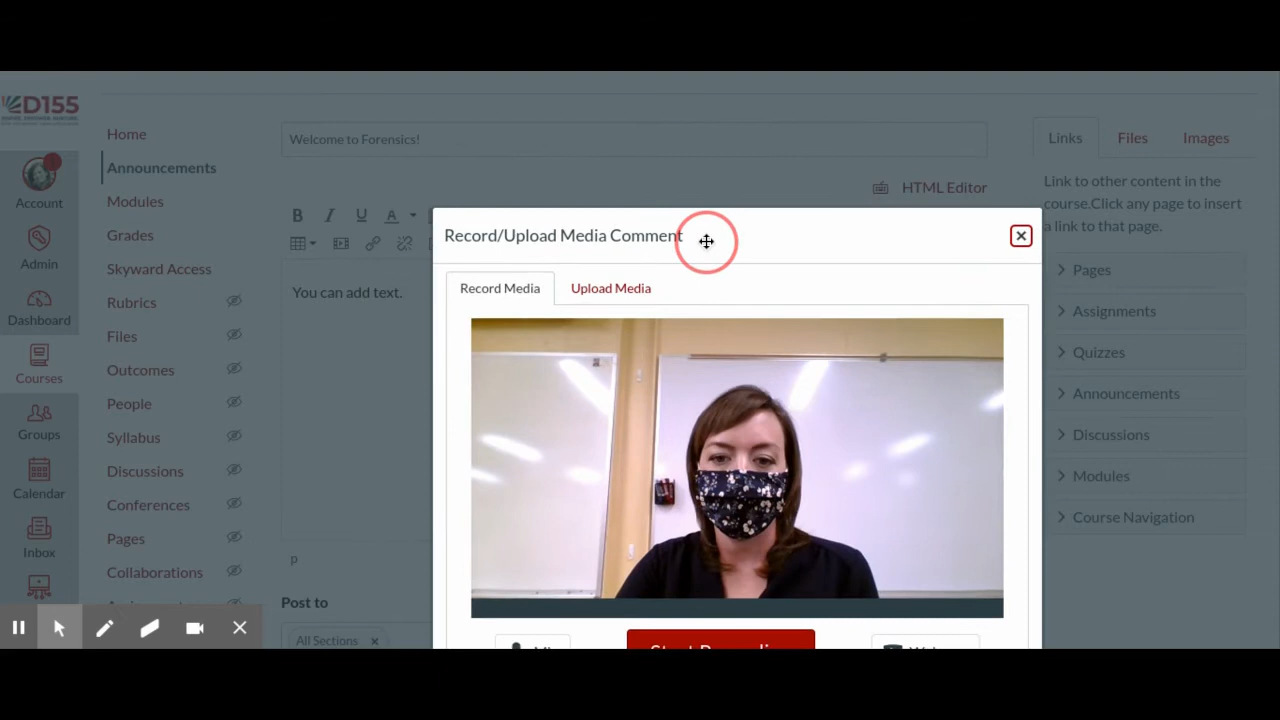 D155
Account
Admin
Dashboard
Courses
Groups
Calendar
Inbox
Home
Announcements
Modules
Grades
Skyward Access
Rubrics
Files
Outcomes
People
Syllabus
Discussions
Conferences
Pages
Collaborations
Welcome to Forensics!
HTML Editor
B I U A
You can add text.
p
Post to
All Sections
Record/Upload Media Comment
Record Media
Upload Media
Start Recording
Links Files Images
Link to other content in the
course.Click any page to insert
a link to that page.
Pages
Assignments
Quizzes
Announcements
Discussions
Modules
Course Navigation